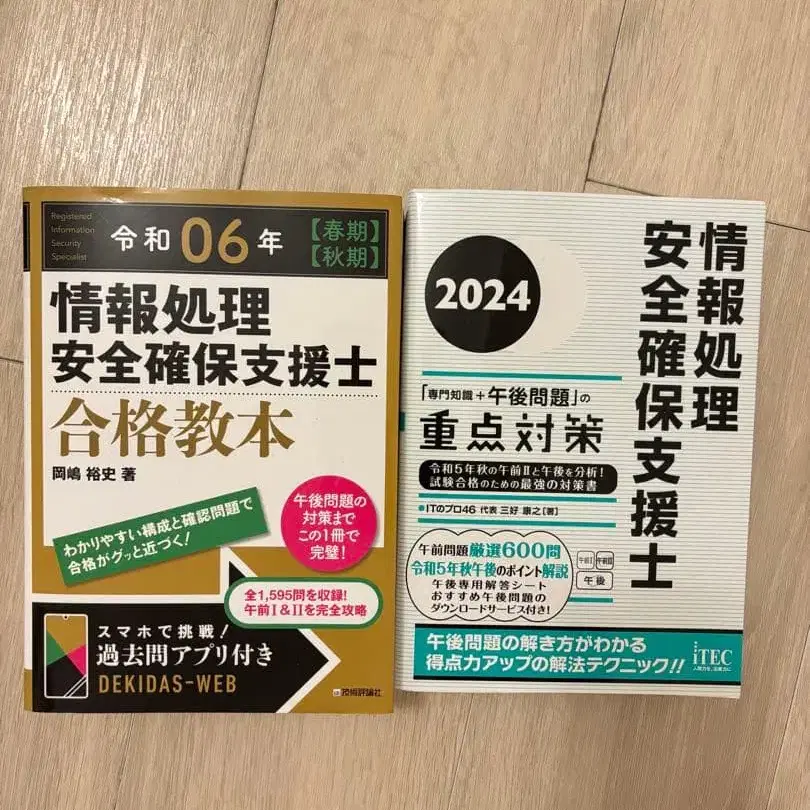 Registered
Information
Security
Specialist
令和06年
【春期】
【秋期】
情報処理
安全確保支援士
合格教本
岡嶋 裕史 著
わかりやすい構成と確認問題で
合格がグッと近づく!
午後問題の
対策まで
この1冊で
完璧!
全1,595問を収録!
午前Ⅰ&Ⅱを完全攻略
スマホで挑戦!
過去問アプリ付き
DEKIDAS-WEB
技術評論社
2024
情報処理
安全確保支援士
「専門知識+午後問題」の
重点対策
令和5年秋の午前Ⅱと午後を分析!
試験合格のための最強の対策書
●ITのプロ46 代表 三好 康之[著]
午前問題厳選600問
令和5年秋午後のポイント解説
午後専用解答シート
おすすめ午後問題の
ダウンロードサービス付き!
午前Ⅰ 午前Ⅱ
午後
午後問題の解き方がわかる
得点力アップの解法テクニック!!
iTEC